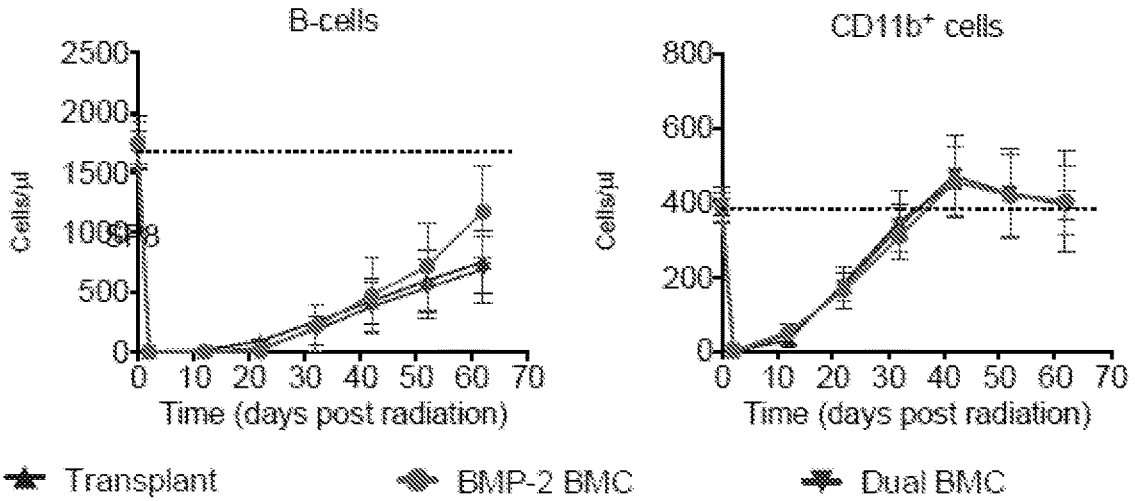 B-cells
CD11b⁺ cells
2500
2000
1500
1000
500
0
Cells/µl
0 10 20 30 40 50 60 70
Time (days post radiation)
800
600
400
200
0
Cells/µl
0 10 20 30 40 50 60 70
Time (days post radiation)
Transplant
BMP-2 BMC
Dual BMC